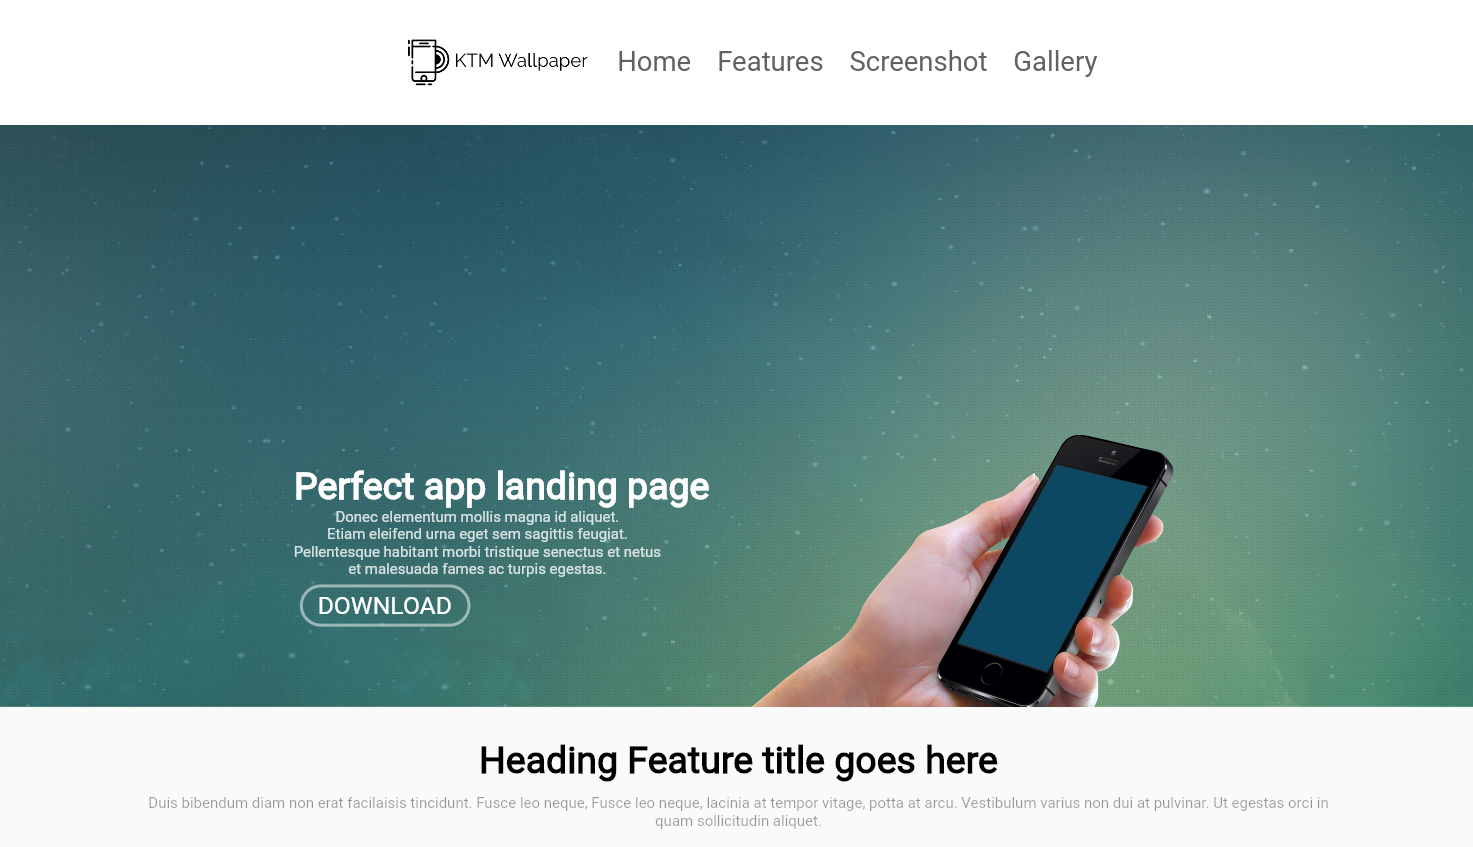 KTM Wallpaper
Home Features Screenshot Gallery
Perfect app landing page
Donec elementum mollis magna id aliquet.
Etiam eleifend urna eget sem sagittis feugiat.
Pellentesque habitant morbi tristique senectus et netus
et malesuada fames ac turpis egestas.
DOWNLOAD
Heading Feature title goes here
Duis bibendum diam non erat facilaisis tincidunt. Fusce leo neque, Fusce leo neque, lacinia at tempor vitage, potta at arcu. Vestibulum varius non dui at pulvinar. Ut egestas orci in
quam sollicitudin aliquet.